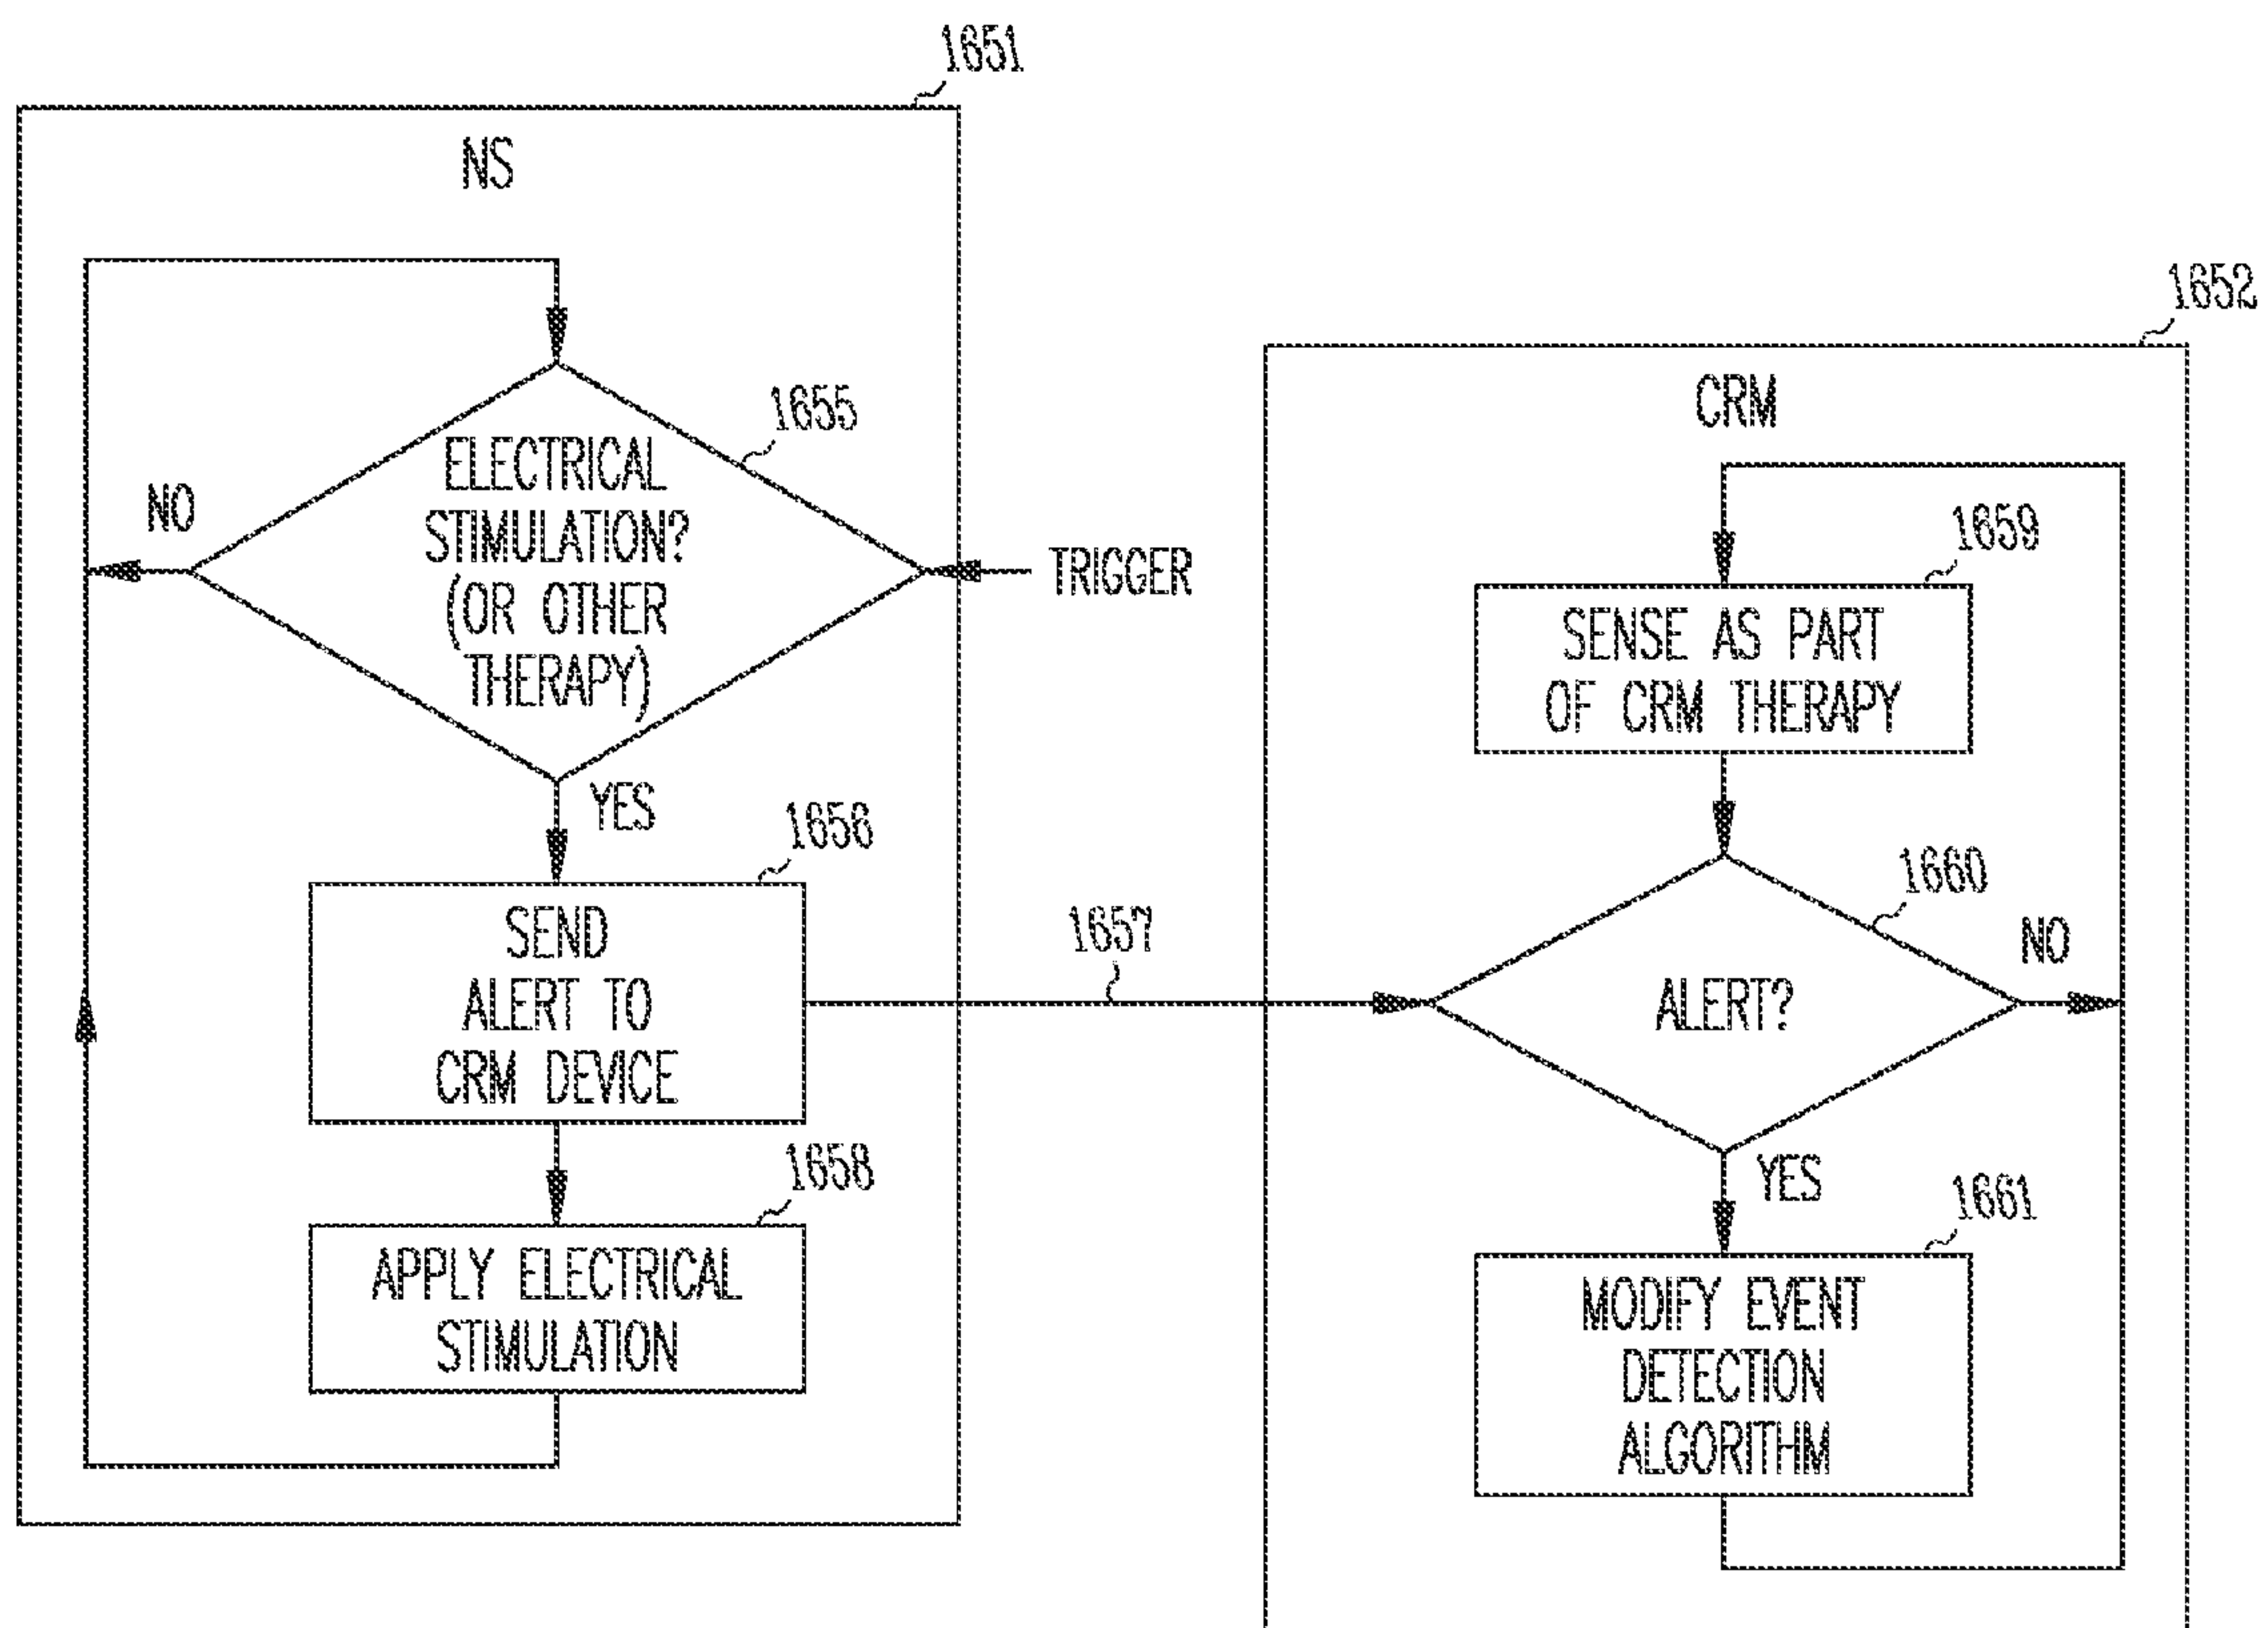 1651
NS
1655
ELECTRICAL
STIMULATION?
(OR OTHER
THERAPY)
NO
TRIGGER
YES
1656
SEND
ALERT TO
CRM DEVICE
1657
1658
APPLY ELECTRICAL
STIMULATION
1652
CRM
1659
SENSE AS PART
OF CRM THERAPY
1660
NO
ALERT?
YES
1661
MODIFY EVENT
DETECTION
ALGORITHM